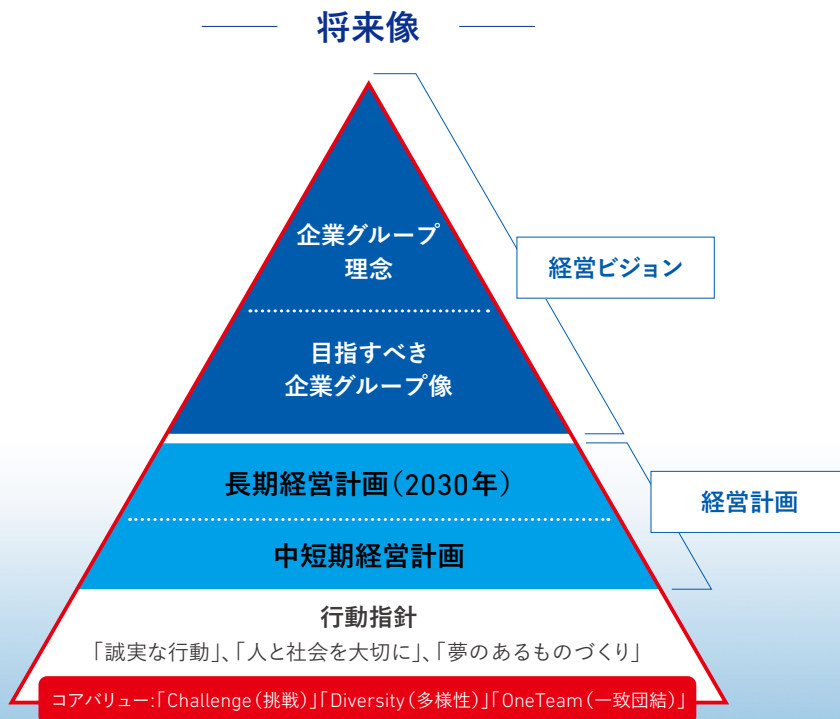 将来像
企業グループ
理念
経営ビジョン
目指すべき
企業グループ像
長期経営計画（2030年）
経営計画
中短期経営計画
行動指針
「誠実な行動」、「人と社会を大切に」、「夢のあるものづくり」
コアバリュー：「Challenge（挑戦）」「Diversity（多様性）」「OneTeam（一致団結）」